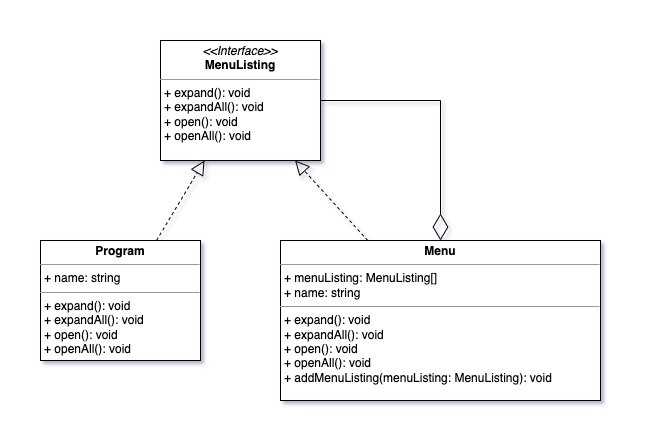 <<Interface>>
MenuListing
+ expand(): void
+ expandAll(): void
+ open(): void
+ openAll(): void
Program
+ name: string
+ expand(): void
+ expandAll(): void
+ open(): void
+ openAll(): void
Menu
+ menuListing: MenuListing[]
+ name: string
+ expand(): void
+ expandAll(): void
+ open(): void
+ openAll(): void
+ addMenuListing(menuListing: MenuListing): void